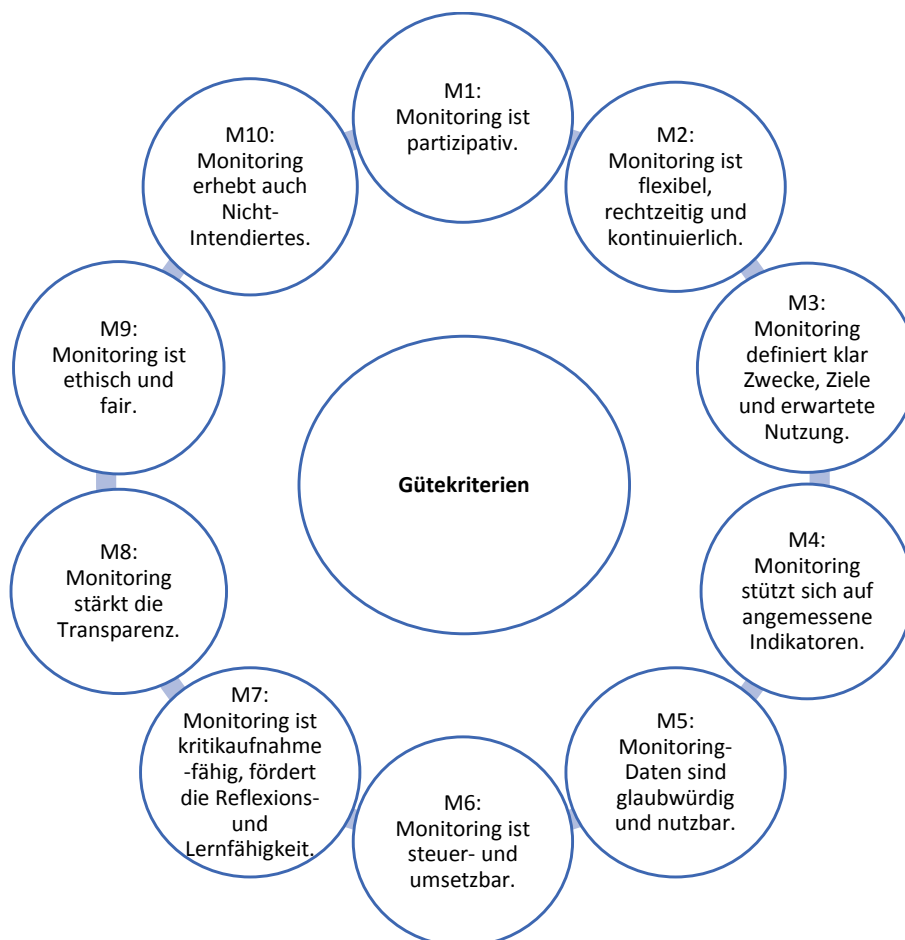 M1:
Monitoring ist
partizipativ.
M2:
Monitoring ist
flexibel,
rechtzeitig und
kontinuierlich.
M3:
Monitoring
definiert klar
Zwecke, Ziele
und erwartete
Nutzung.
M4:
Monitoring
stützt sich auf
angemessene
Indikatoren.
M5:
Monitoring-
Daten sind
glaubwürdig
und nutzbar.
M6:
Monitoring ist
steuer- und
umsetzbar.
M7:
Monitoring ist
kritikaufnahme
-fähig, fördert
die Reflexions-
und
Lernfähigkeit.
M8:
Monitoring
stärkt die
Transparenz.
M9:
Monitoring ist
ethisch und
fair.
M10:
Monitoring
erhebt auch
Nicht-
Intendiertes.
Gütekriterien